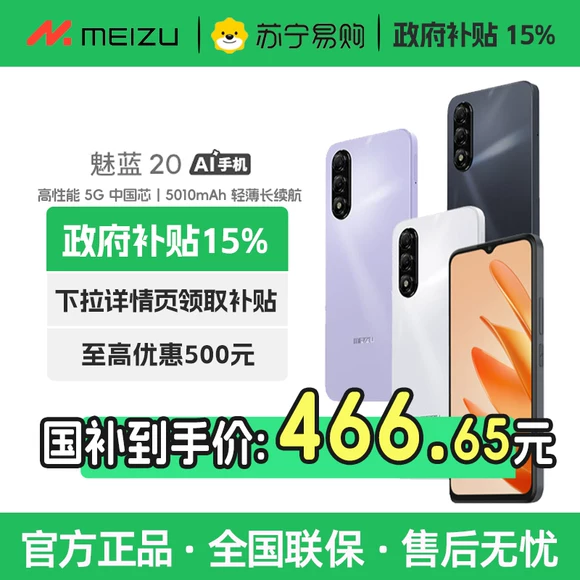 MEIZU 苏宁易购 政府补贴 15%
魅蓝 20 AI手机
高性能 5G 中国芯 | 5010mAh 轻薄长续航
政府补贴15%
下拉详情页领取补贴
至高优惠500元
MEIZU
国补到手价: 466.65元
官方正品 · 全国联保 · 售后无忧